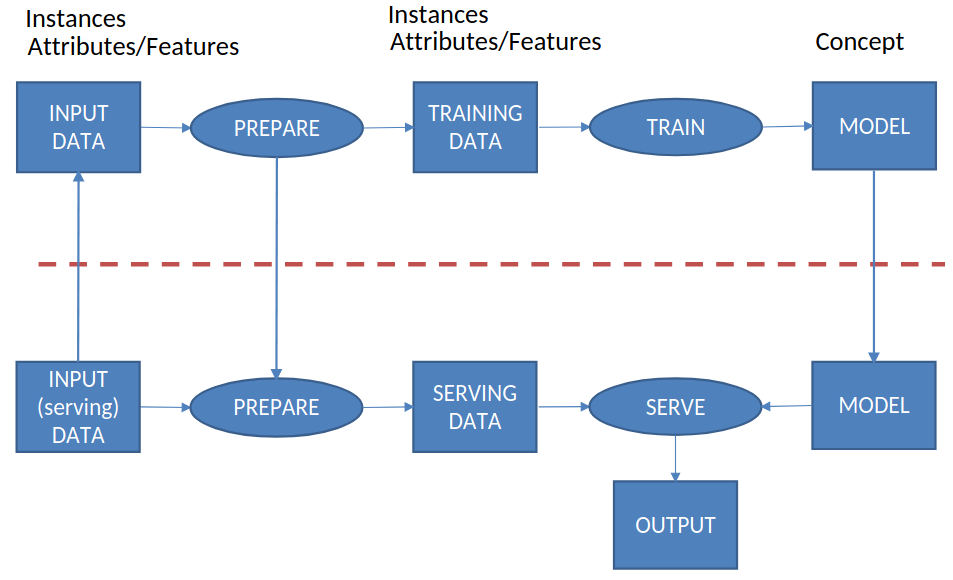 Instances
Attributes/Features
Instances
Attributes/Features
Concept
INPUT
DATA
PREPARE
TRAINING
DATA
TRAIN
MODEL
INPUT
(serving)
DATA
PREPARE
SERVING
DATA
SERVE
MODEL
OUTPUT